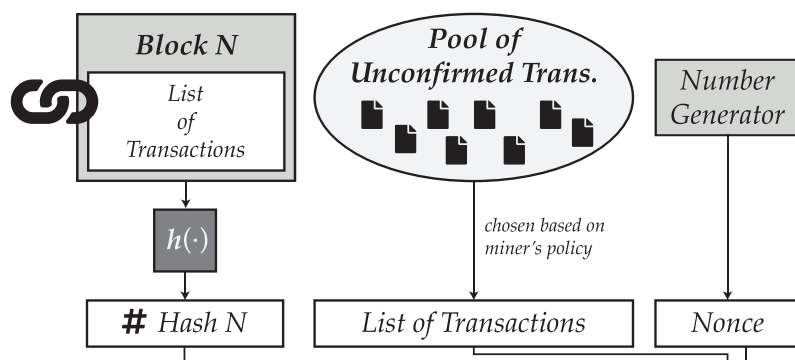 Block N
List
of
Transactions
h(·)
# Hash N
Pool of
Unconfirmed Trans.
chosen based on
miner's policy
List of Transactions
Number
Generator
Nonce